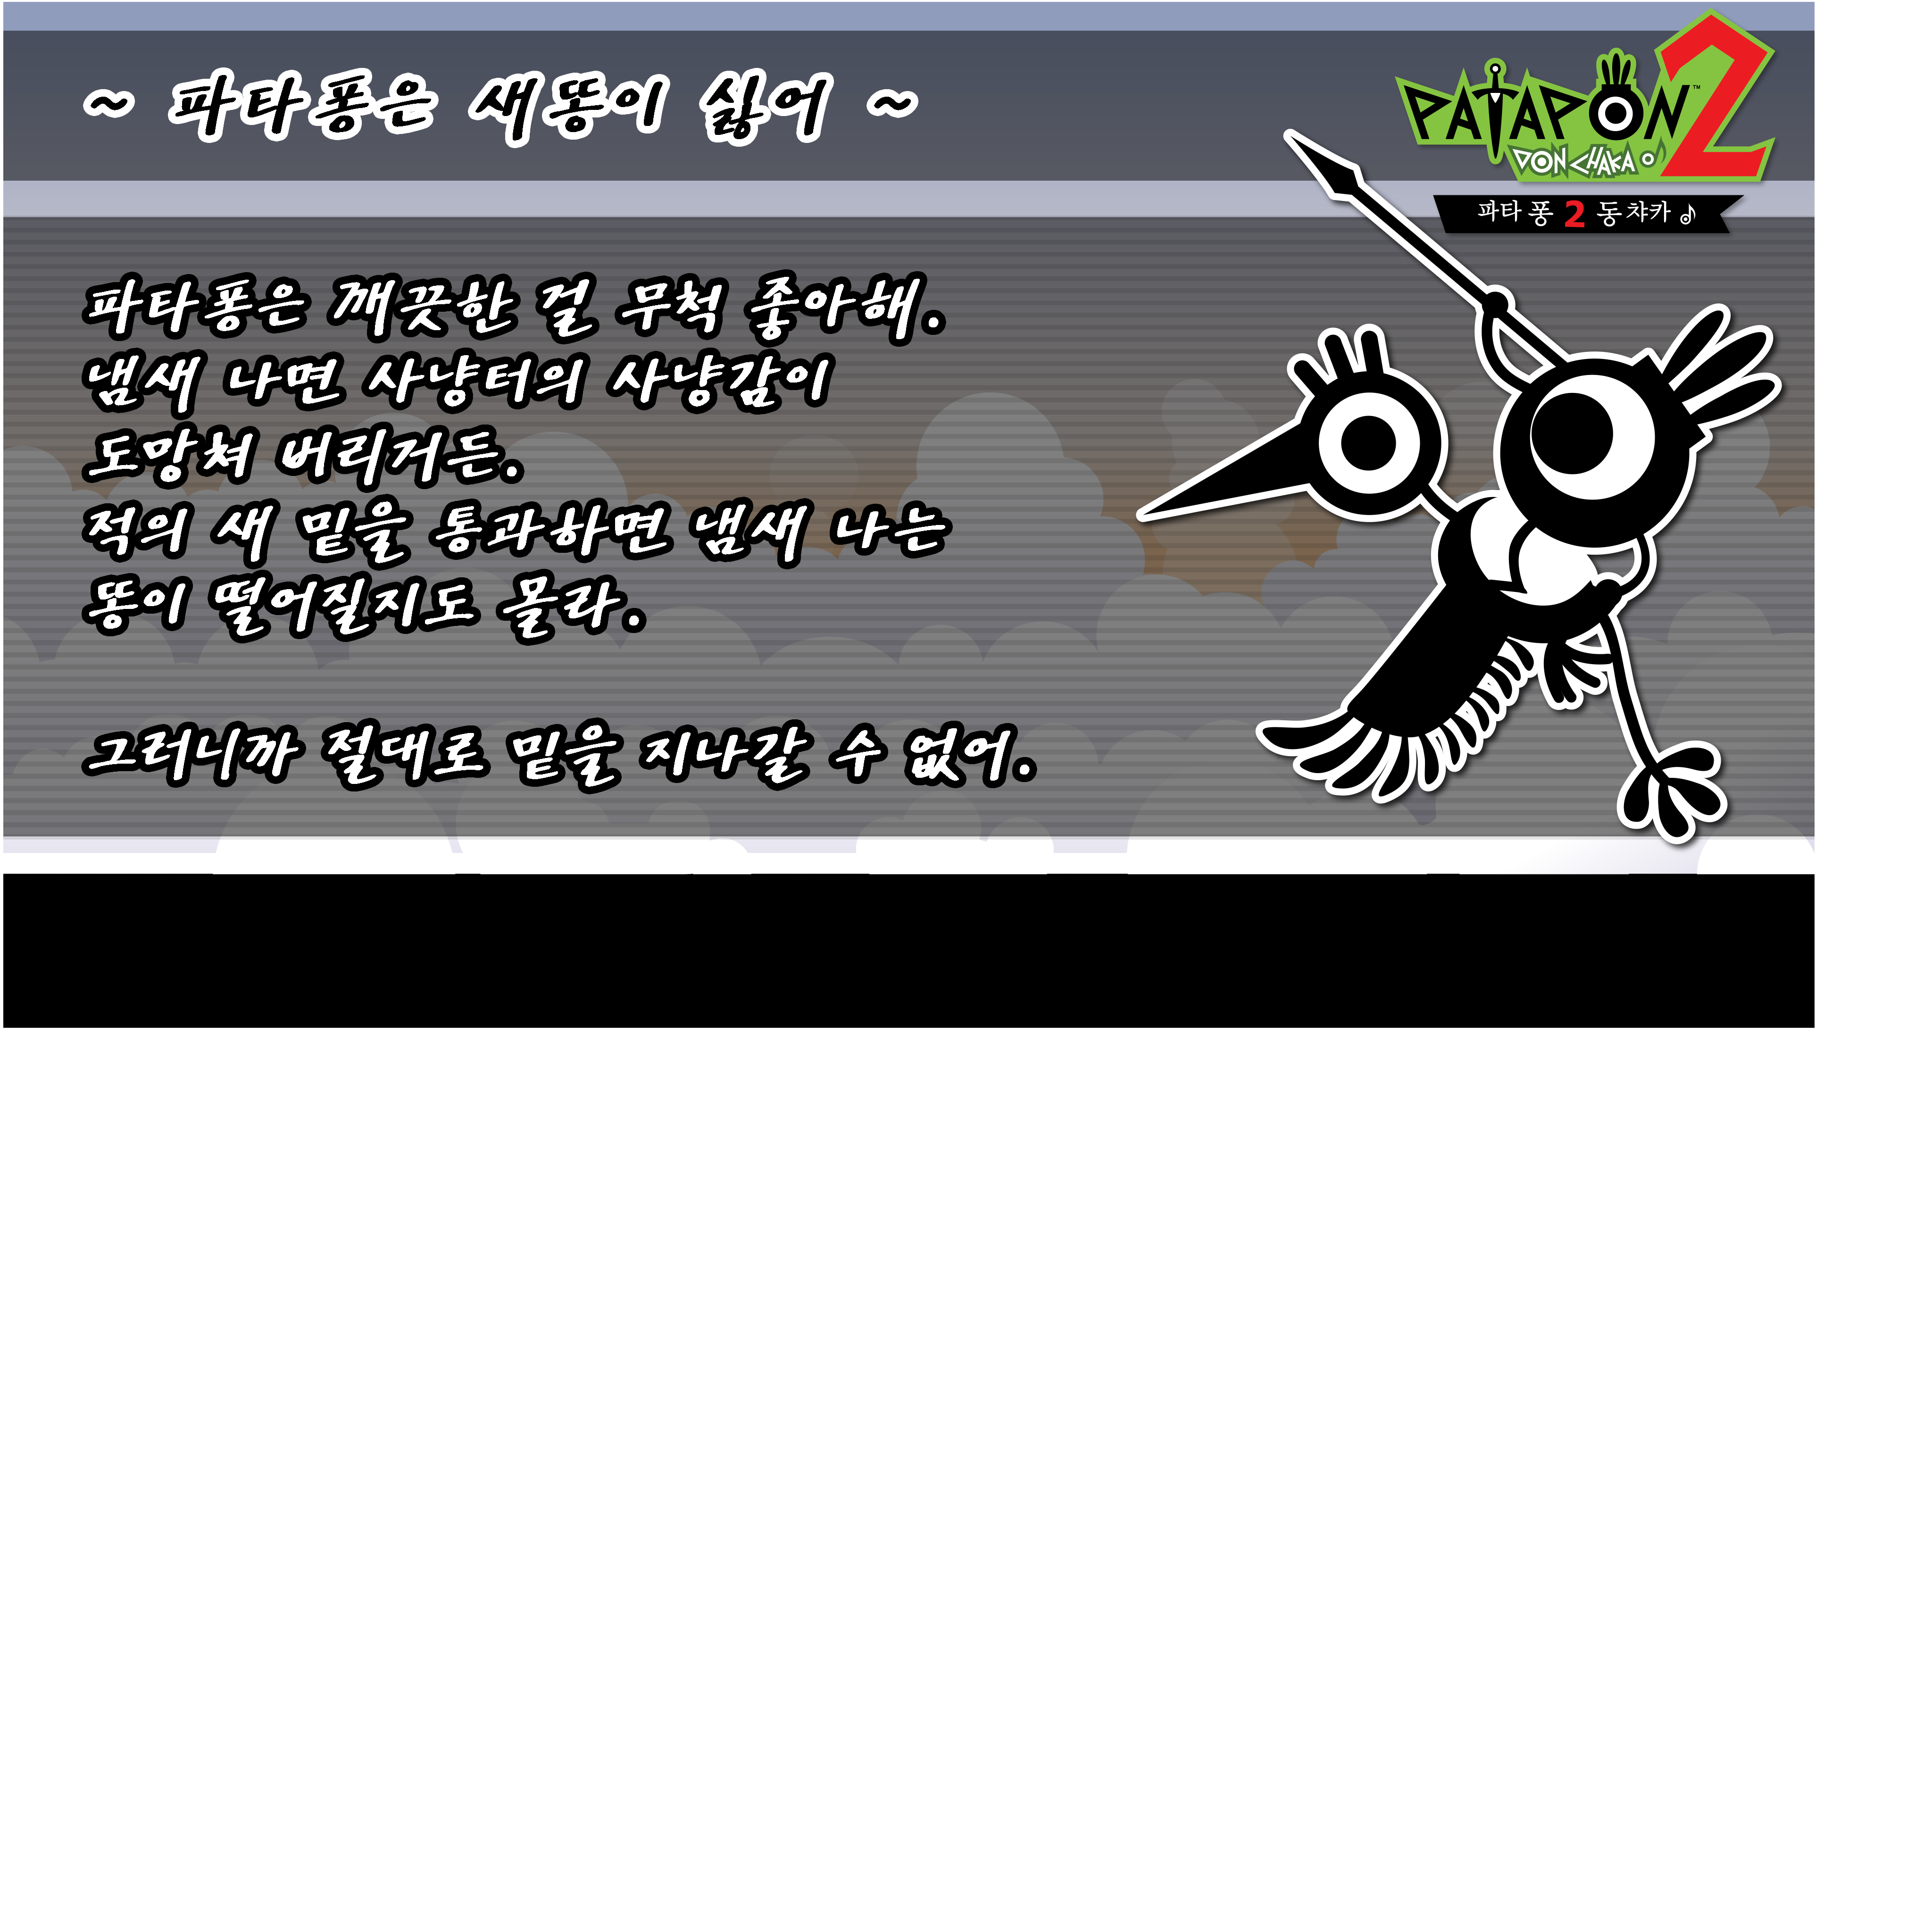 ~ 파타퐁은 새똥이 싫어 ~
PATAPON 2 ™
DON CHAKA ♪
파타퐁 2 동챠카 ♪
파타퐁은 깨끗한 걸 무척 좋아해.
냄새 나면 사냥터의 사냥감이
도망쳐 버리거든.
적의 새 밑을 통과하면 냄새 나는
똥이 떨어질지도 몰라.
그러니까 절대로 밑을 지나갈 수 없어.